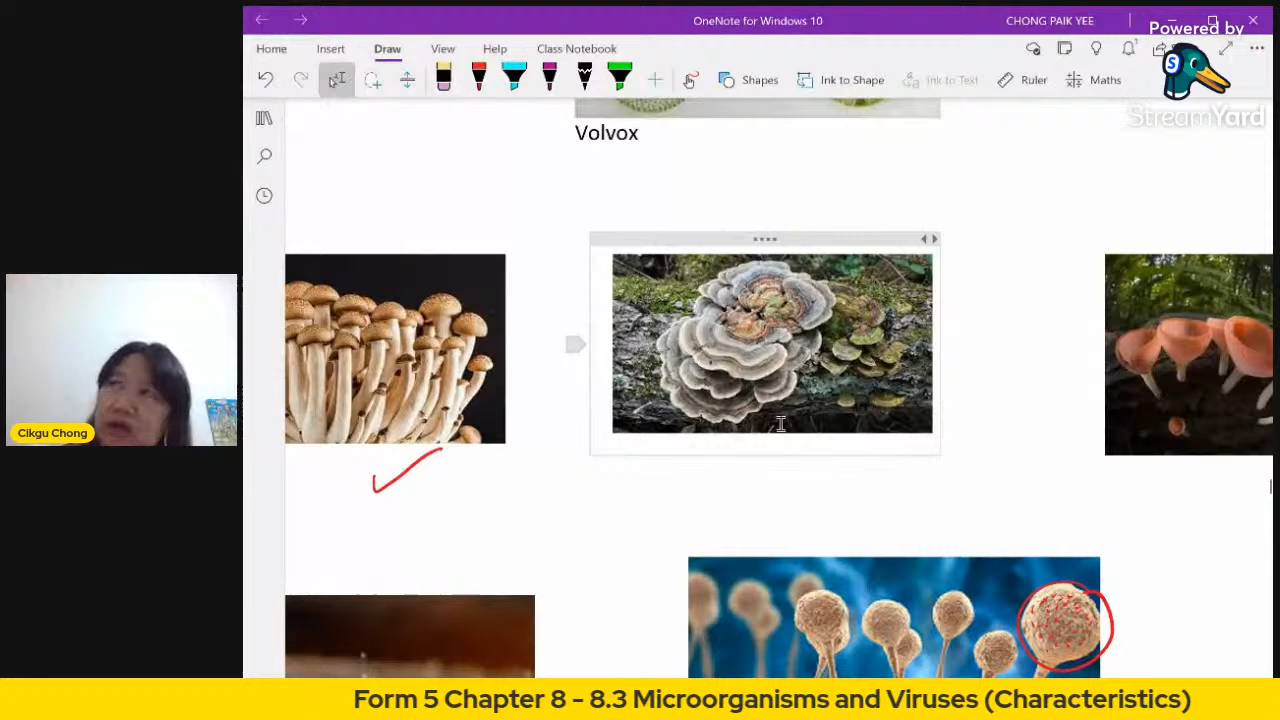 OneNote for Windows 10
CHONG PAIK YEE
Powered by
StreamYard
Home Insert Draw View Help Class Notebook
Shapes Ink to Shape Ink to Text Ruler Maths
Volvox
Cikgu Chong
Form 5 Chapter 8 - 8.3 Microorganisms and Viruses (Characteristics)